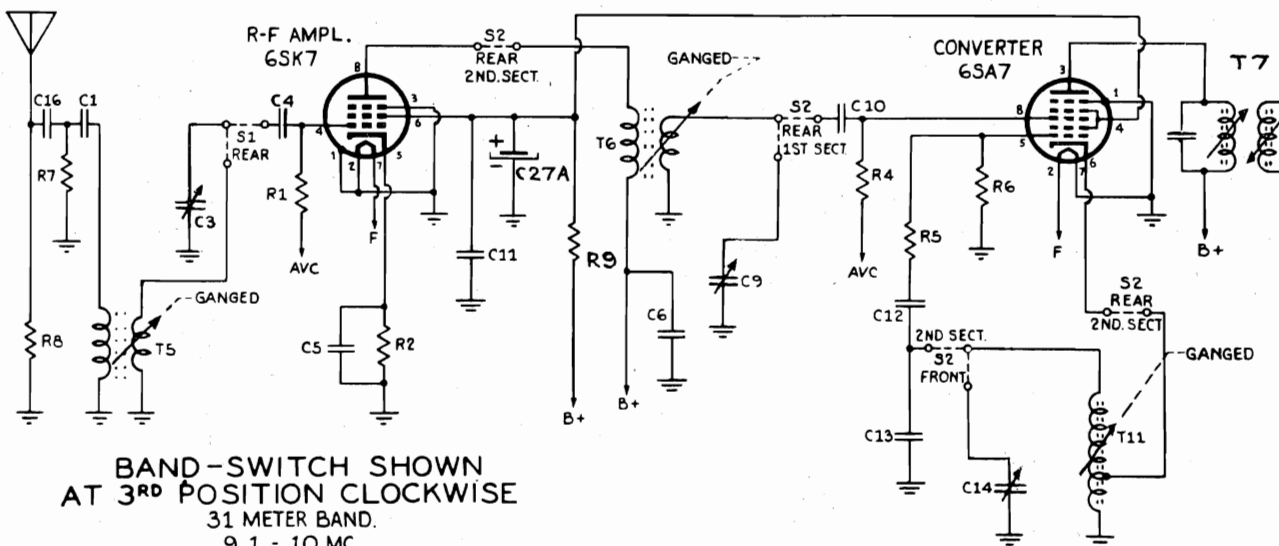 R-F AMPL.
6SK7
S2
REAR
2ND. SECT.
GANGED
CONVERTER
6SA7
T7
C16
C1
C4
S1
REAR
R7
C3
R1
AVC
8
3
6
4
1
2
7
5
F
C27A
C11
R9
T6
S2
REAR
1ST SECT.
C10
R4
AVC
C9
C6
B+
B+
3
1
8
4
5
2
7
6
F
R6
R5
C12
B+
S2
REAR
2ND. SECT
2ND SECT.
S2
FRONT
GANGED
C13
C14
T11
GANGED
T5
R8
C5
R2
BAND-SWITCH SHOWN
AT 3RD POSITION CLOCKWISE
31 METER BAND.
9.1 - 10 MC